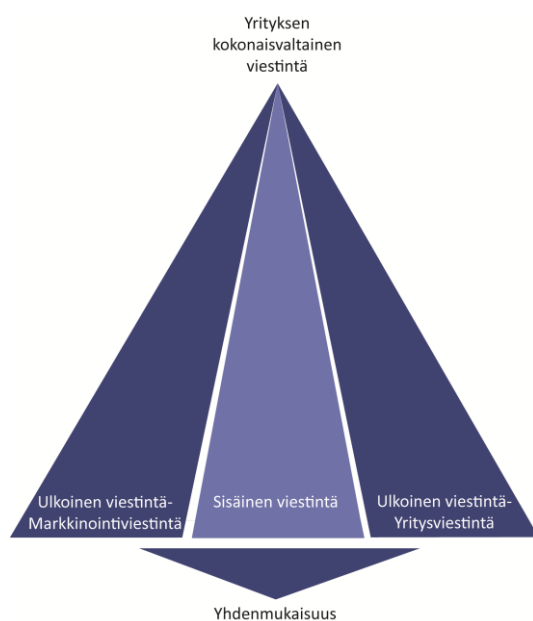 Yrityksen
kokonaisvaltainen
viestintä
Ulkoinen viestintä-
Markkinointiviestintä
Sisäinen viestintä
Ulkoinen viestintä-
Yritysviestintä
Yhdenmukaisuus